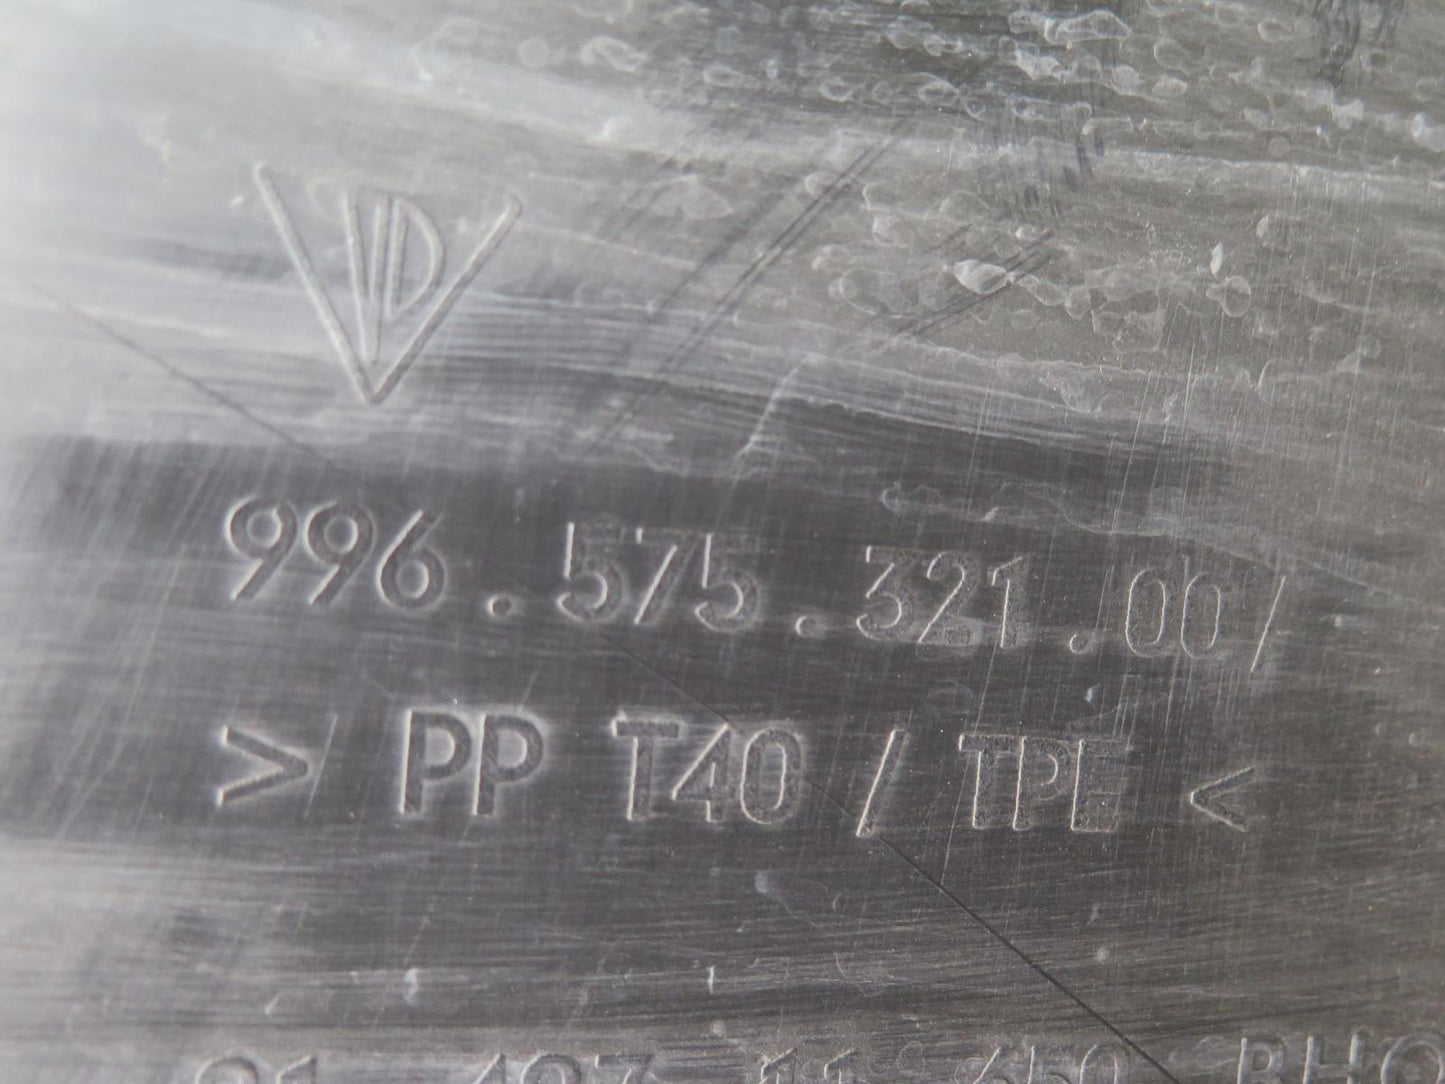 996.575.321.00/
> PP T40 / TPE <